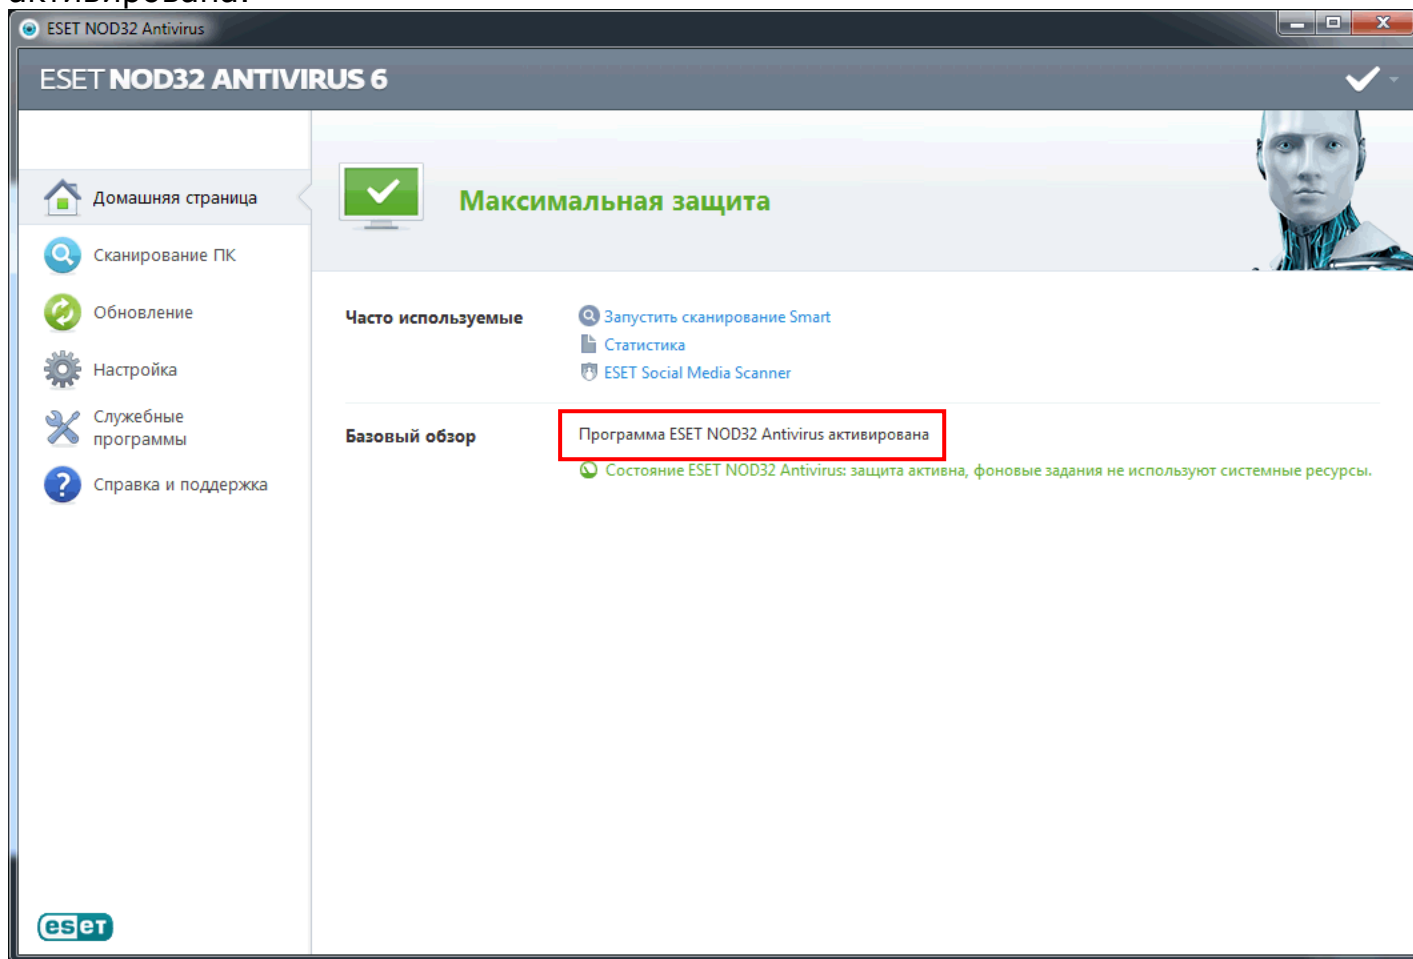 активирована.
ESET NOD32 Antivirus
ESET NOD32 ANTIVIRUS 6
Домашняя страница
Максимальная защита
Сканирование ПК
Обновление
Настройка
Служебные
программы
Справка и поддержка
Часто используемые
Запустить сканирование Smart
Статистика
ESET Social Media Scanner
Базовый обзор
Программа ESET NOD32 Antivirus активирована
Состояние ESET NOD32 Antivirus: защита активна, фоновые задания не используют системные ресурсы.
eset